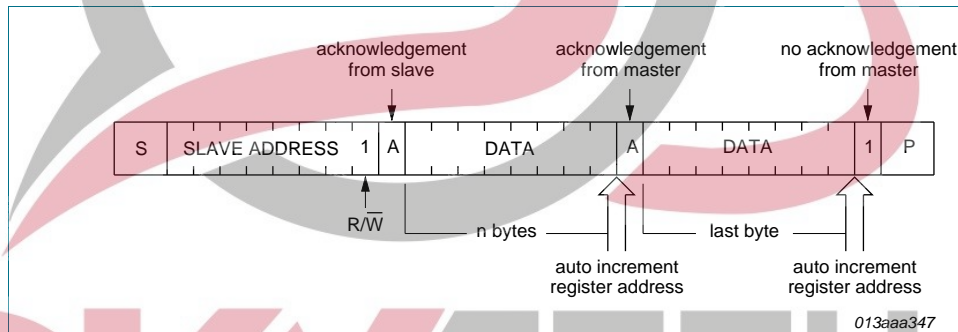 acknowledgement
from slave
acknowledgement
from master
no acknowledgement
from master
S SLAVE ADDRESS 1 A DATA A DATA 1 P
R/W̅
n bytes
last byte
auto increment
register address
auto increment
register address
013aaa347